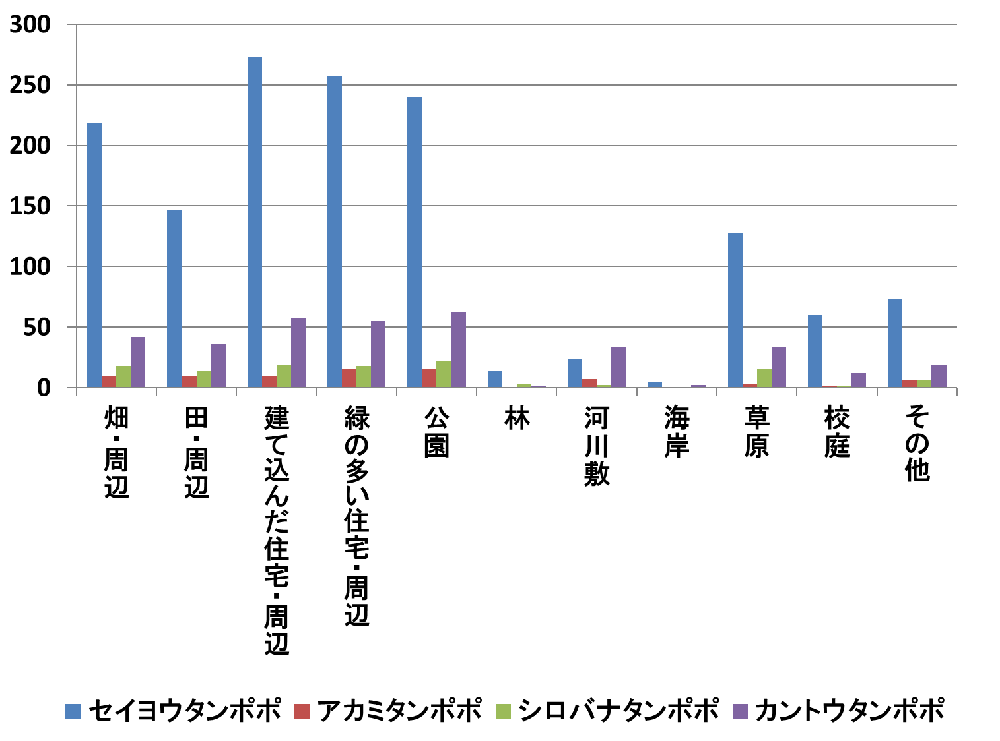 300
250
200
150
100
50
0
畑・周辺
田・周辺
建て込んだ住宅・周辺
緑の多い住宅・周辺
公園
林
河川敷
海岸
草原
校庭
その他
セイヨウタンポポ
アカミタンポポ
シロバナタンポポ
カントウタンポポ